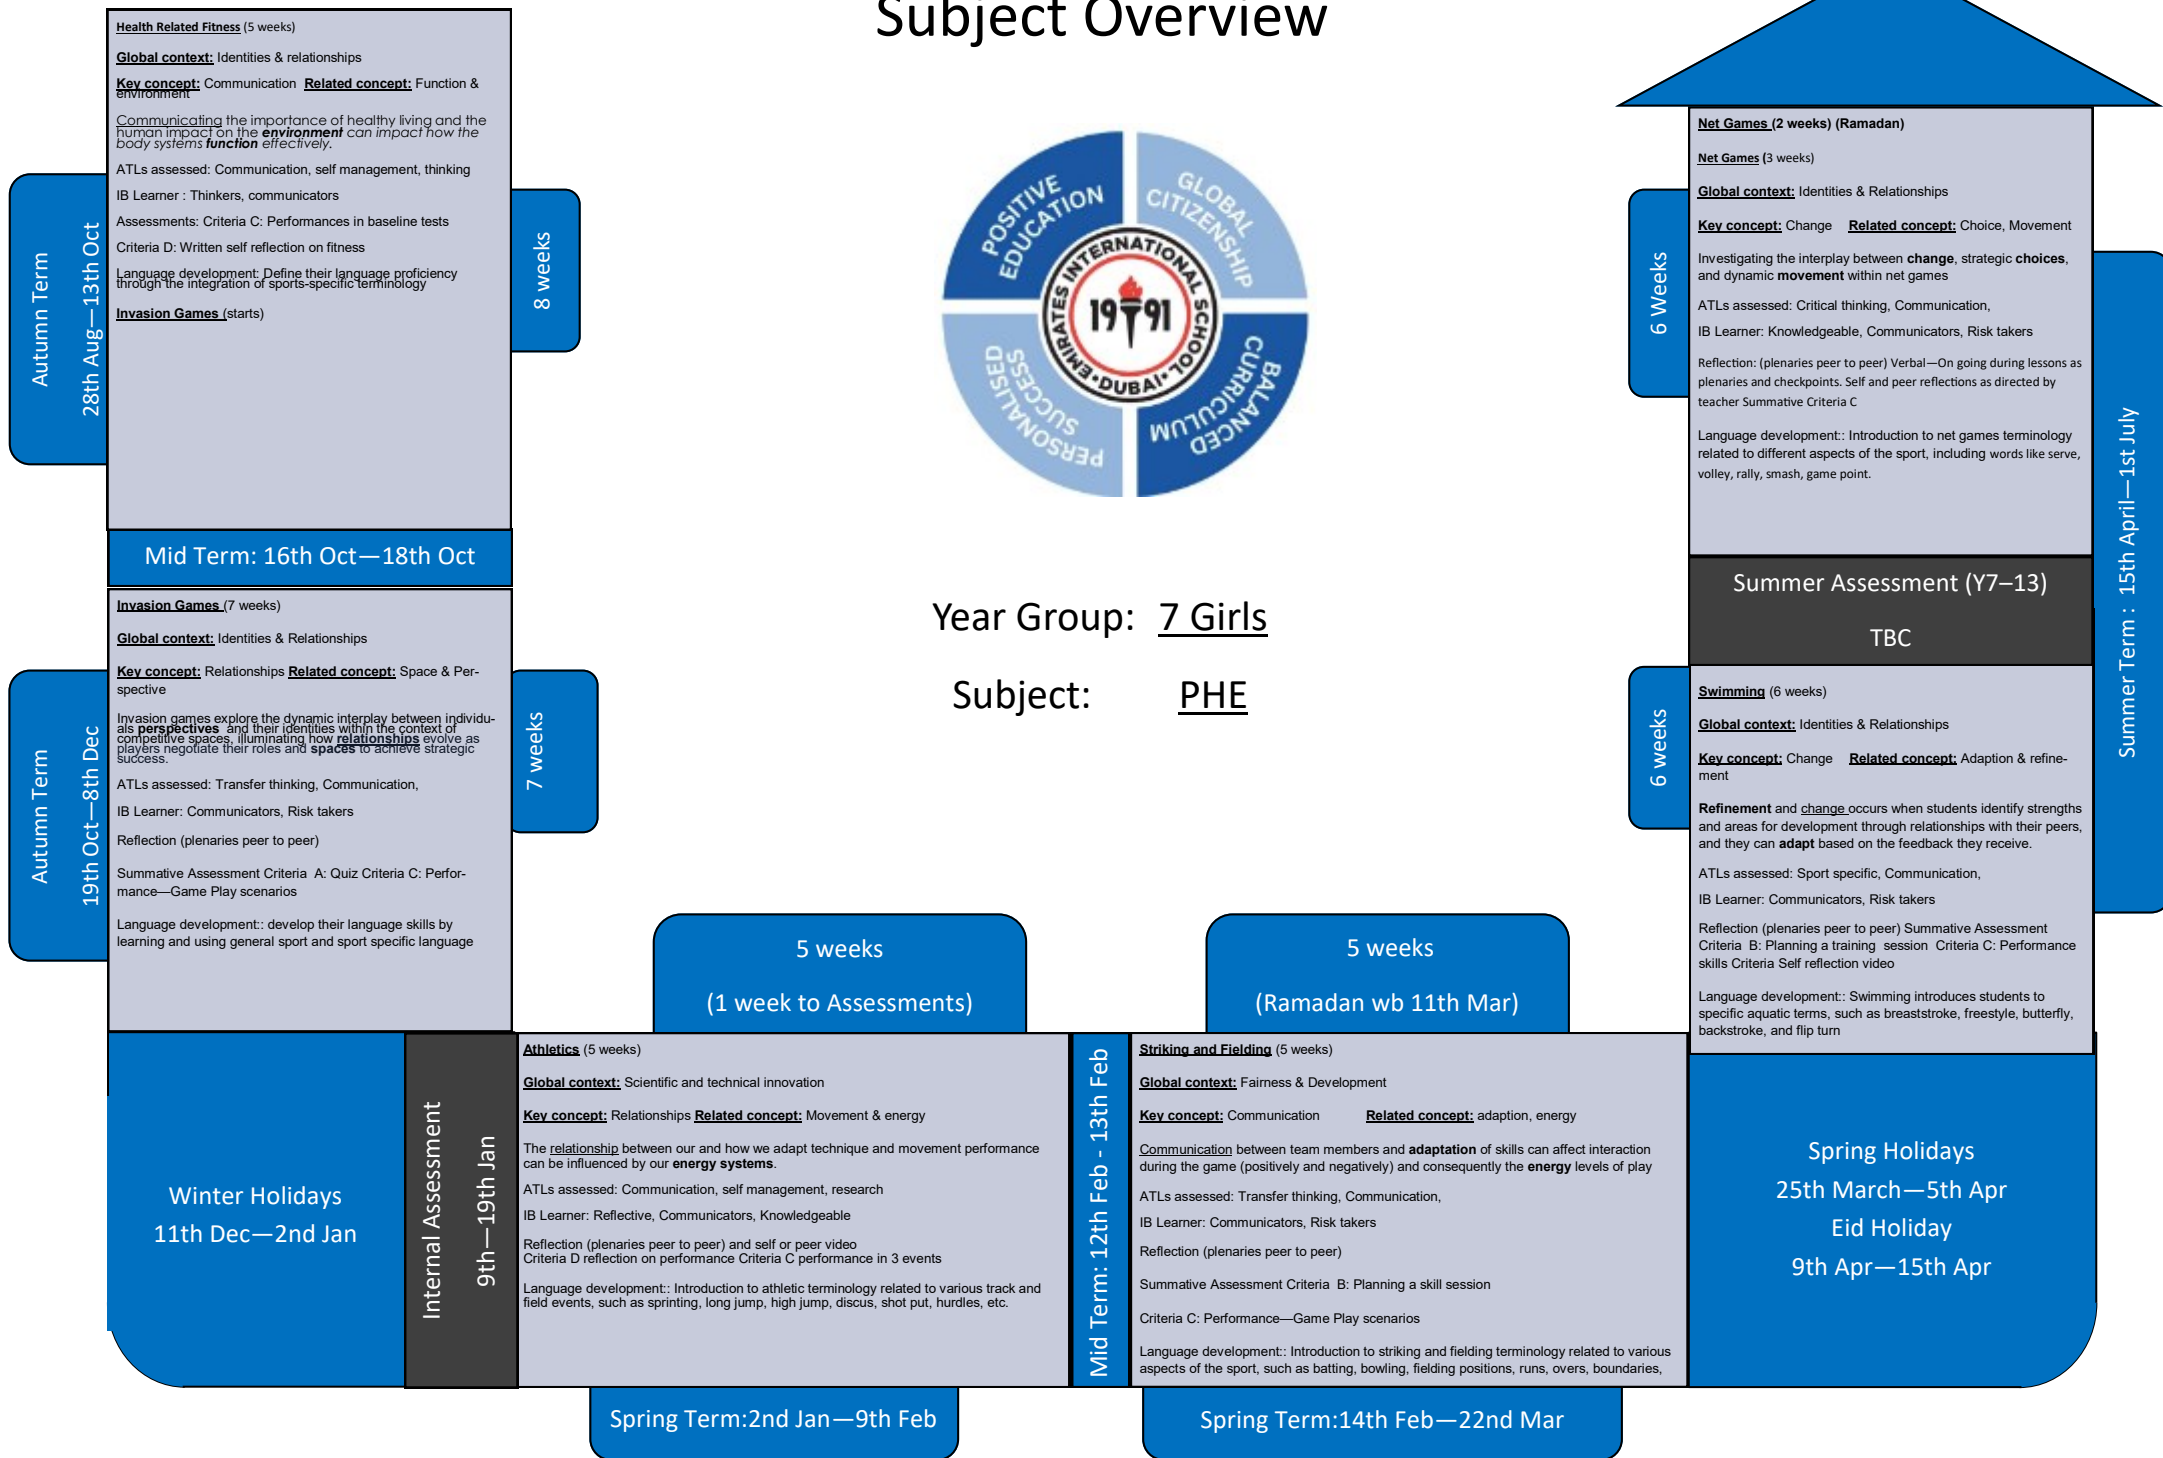 Subject Overview
Health Related Fitness (5 weeks)
Global context: Identities & relationships
Key concept: Communication Related concept: Function &
environment
Communicating the importance of healthy living and the
human impact on the environment can impact how the
body systems function effectively.
ATLs assessed: Communication, self management, thinking
IB Learner : Thinkers, communicators
Assessments: Criteria C: Performances in baseline tests
Criteria D: Written self reflection on fitness
Language development: Define their language proficiency
through the integration of sports-specific terminology
Invasion Games (starts)
Autumn Term
28th Aug—13th Oct
8 weeks
Mid Term: 16th Oct—18th Oct
Invasion Games (7 weeks)
Global context: Identities & Relationships
Key concept: Relationships Related concept: Space & Per-
spective
Invasion games explore the dynamic interplay between individu-
als perspectives and their identities within the context of
competitive spaces, illuminating how relationships evolve as
players negotiate their roles and spaces to achieve strategic
success.
ATLs assessed: Transfer thinking, Communication,
IB Learner: Communicators, Risk takers
Reflection (plenaries peer to peer)
Summative Assessment Criteria A: Quiz Criteria C: Perfor-
mance—Game Play scenarios
Language development:: develop their language skills by
learning and using general sport and sport specific language
Autumn Term
19th Oct—8th Dec
7 weeks
Winter Holidays
11th Dec—2nd Jan
Internal Assessment
9th—19th Jan
5 weeks
(1 week to Assessments)
Athletics (5 weeks)
Global context: Scientific and technical innovation
Key concept: Relationships Related concept: Movement & energy
The relationship between our and how we adapt technique and movement performance
can be influenced by our energy systems.
ATLs assessed: Communication, self management, research
IB Learner: Reflective, Communicators, Knowledgeable
Reflection (plenaries peer to peer) and self or peer video
Criteria D reflection on performance Criteria C performance in 3 events
Language development:: Introduction to athletic terminology related to various track and
field events, such as sprinting, long jump, high jump, discus, shot put, hurdles, etc.
Spring Term:2nd Jan—9th Feb
Mid Term: 12th Feb - 13th Feb
5 weeks
(Ramadan wb 11th Mar)
Striking and Fielding (5 weeks)
Global context: Fairness & Development
Key concept: Communication Related concept: adaption, energy
Communication between team members and adaptation of skills can affect interaction
during the game (positively and negatively) and consequently the energy levels of play
ATLs assessed: Transfer thinking, Communication,
IB Learner: Communicators, Risk takers
Reflection (plenaries peer to peer)
Summative Assessment Criteria B: Planning a skill session
Criteria C: Performance—Game Play scenarios
Language development:: Introduction to striking and fielding terminology related to various
aspects of the sport, such as batting, bowling, fielding positions, runs, overs, boundaries,
Spring Term:14th Feb—22nd Mar
Spring Holidays
25th March—5th Apr
Eid Holiday
9th Apr—15th Apr
Swimming (6 weeks)
Global context: Identities & Relationships
Key concept: Change Related concept: Adaption & refine-
ment
Refinement and change occurs when students identify strengths
and areas for development through relationships with their peers,
and they can adapt based on the feedback they receive.
ATLs assessed: Sport specific, Communication,
IB Learner: Communicators, Risk takers
Reflection (plenaries peer to peer) Summative Assessment
Criteria B: Planning a training session Criteria C: Performance
skills Criteria Self reflection video
Language development:: Swimming introduces students to
specific aquatic terms, such as breaststroke, freestyle, butterfly,
backstroke, and flip turn
6 weeks
Summer Assessment (Y7–13)
TBC
Net Games (2 weeks) (Ramadan)
Net Games (3 weeks)
Global context: Identities & Relationships
Key concept: Change Related concept: Choice, Movement
Investigating the interplay between change, strategic choices,
and dynamic movement within net games
ATLs assessed: Critical thinking, Communication,
IB Learner: Knowledgeable, Communicators, Risk takers
Reflection: (plenaries peer to peer) Verbal—On going during lessons as
plenaries and checkpoints. Self and peer reflections as directed by
teacher Summative Criteria C
Language development:: Introduction to net games terminology
related to different aspects of the sport, including words like serve,
volley, rally, smash, game point.
6 Weeks
Summer Term : 15th April—1st July
POSITIVE
EDUCATION
GLOBAL
CITIZENSHIP
PERSONALISED
SUCCESS
BALANCED
CURRICULUM
EMIRATES INTERNATIONAL SCHOOL
•DUBAI•
1991
Year Group: 7 Girls
Subject: PHE